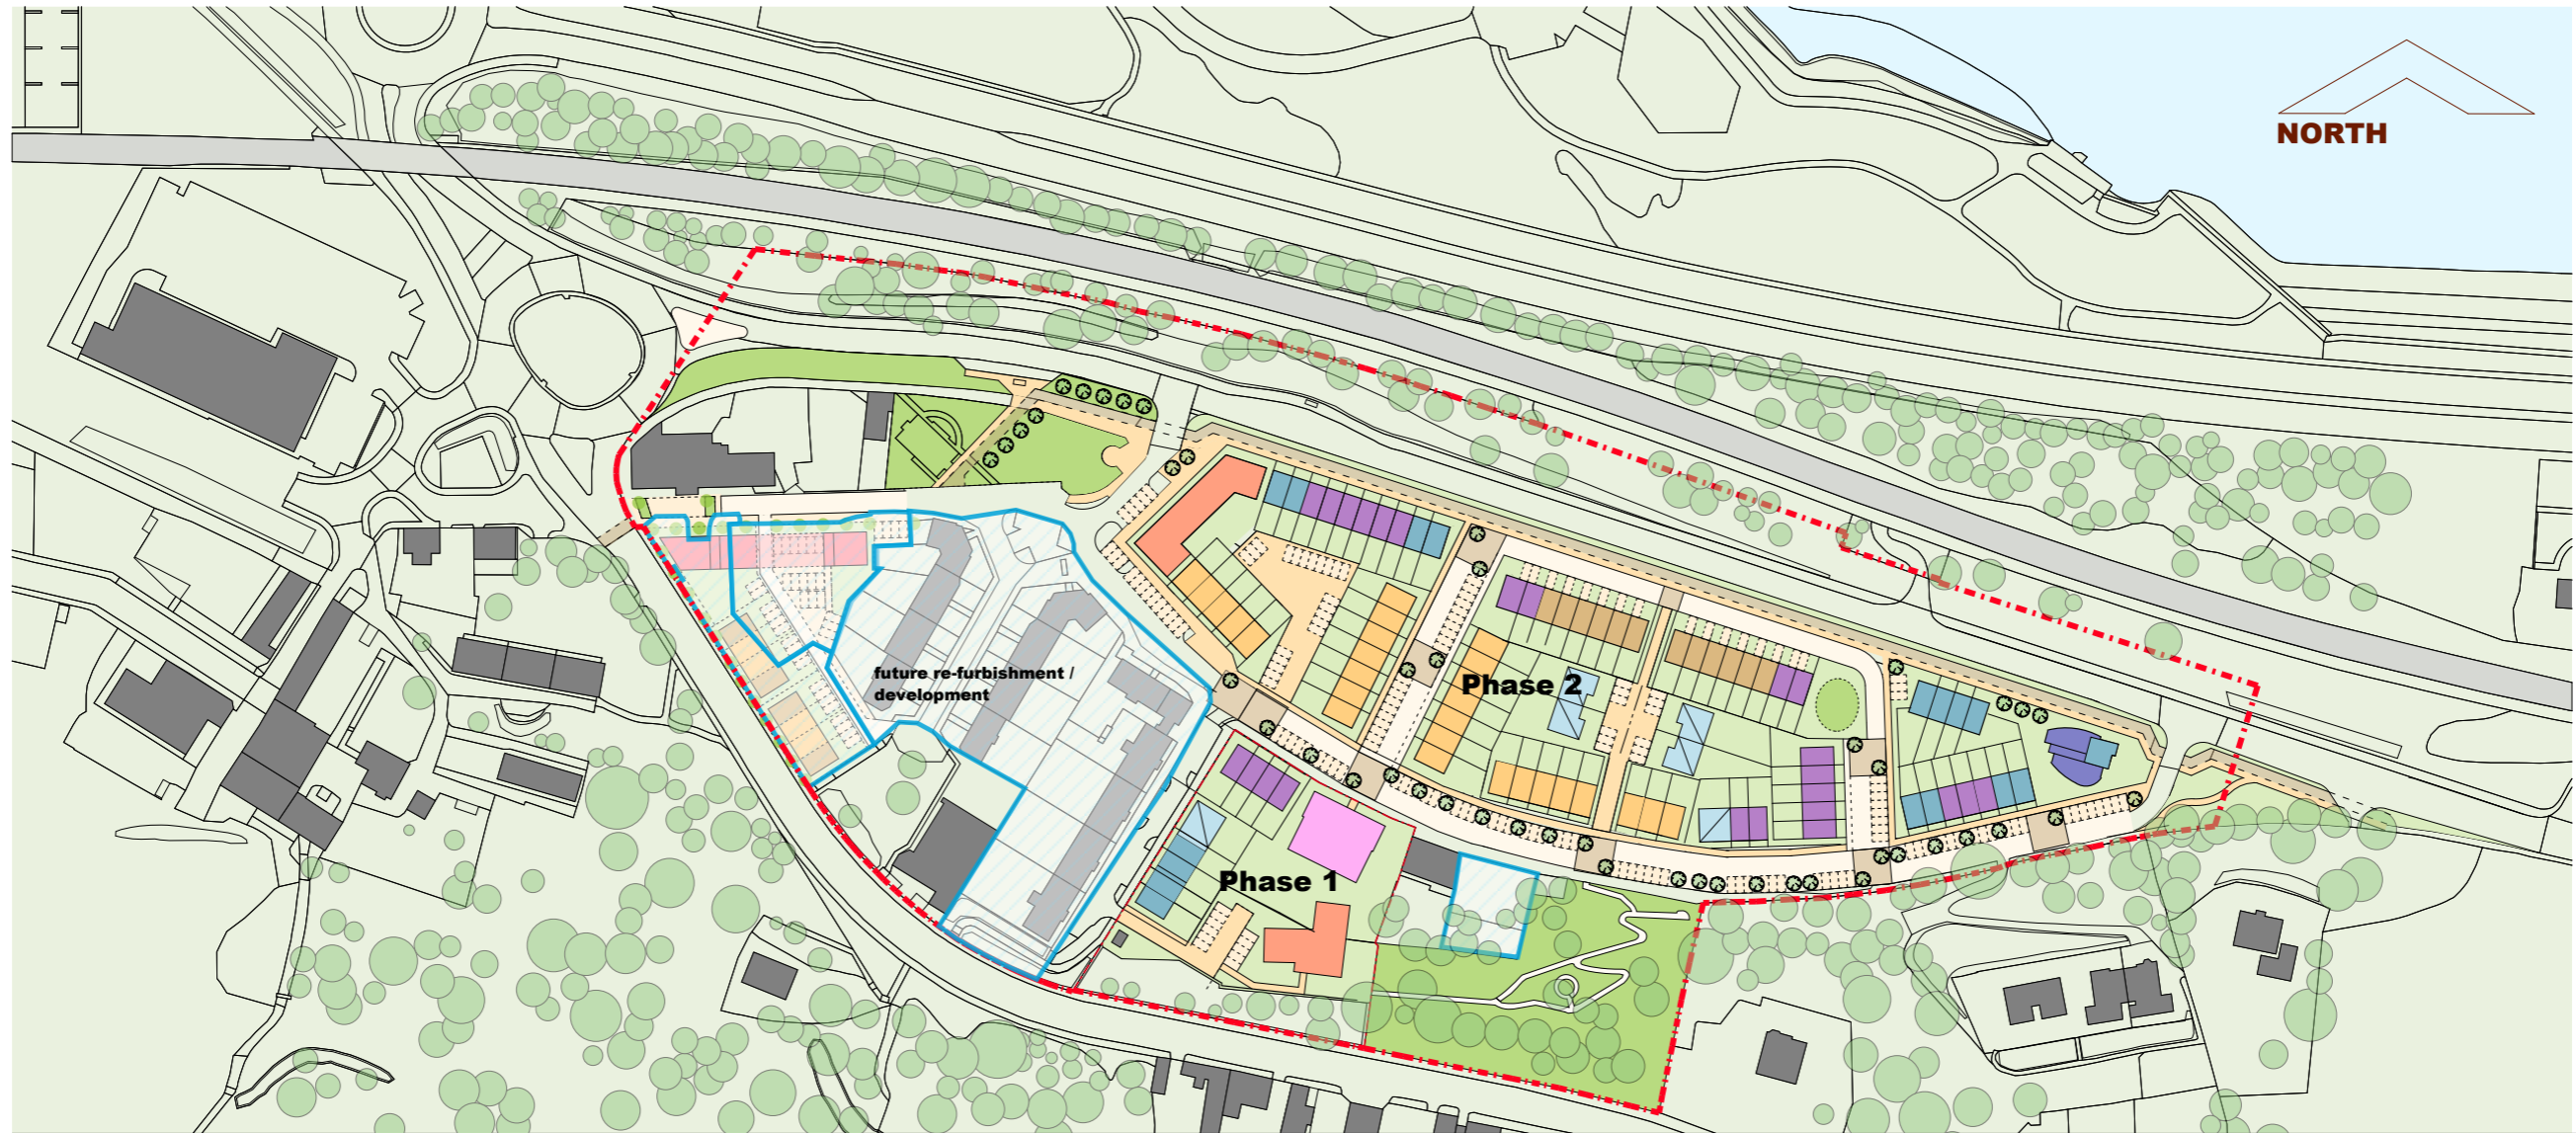 NORTH
future re-furbishment /
development
Phase 2
Phase 1